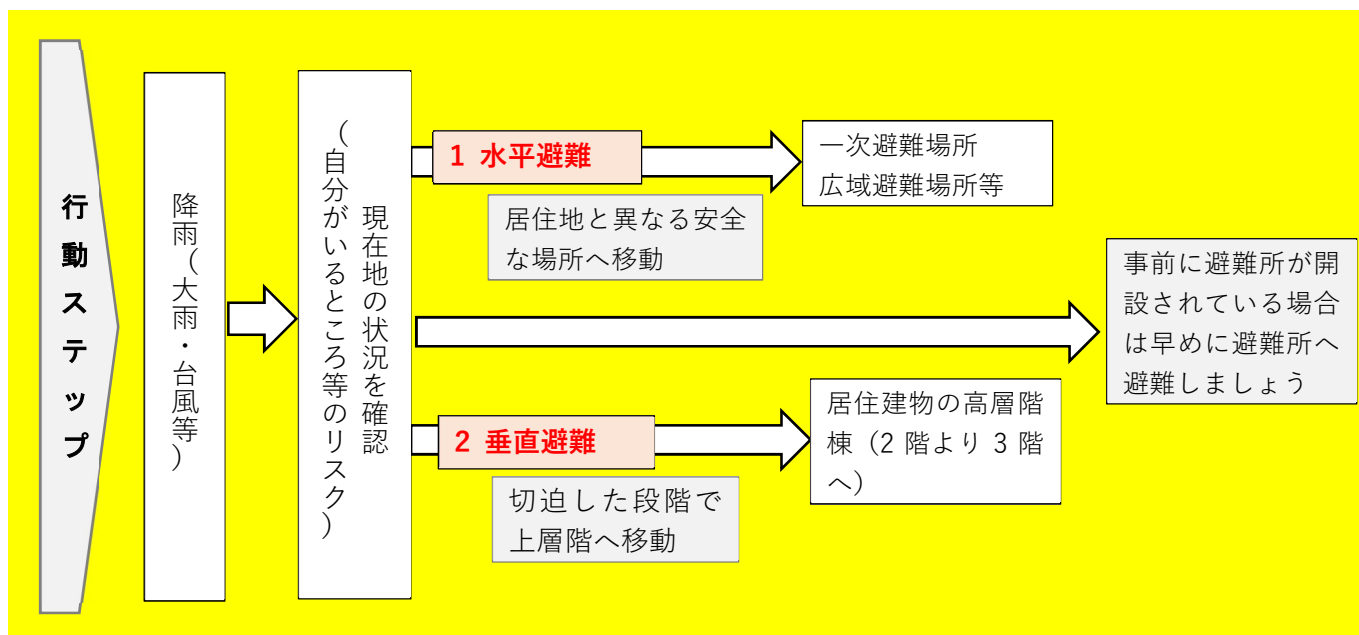 行動ステップ
降雨（大雨・台風等）
現在地の状況を確認
（自分がいるところ等のリスク）
1 水平避難
居住地と異なる安全
な場所へ移動
一次避難場所
広域避難場所等
事前に避難所が開
設されている場合
は早めに避難所へ
避難しましょう
2 垂直避難
切迫した段階で
上層階へ移動
居住建物の高層階
棟（2 階より 3 階
へ）